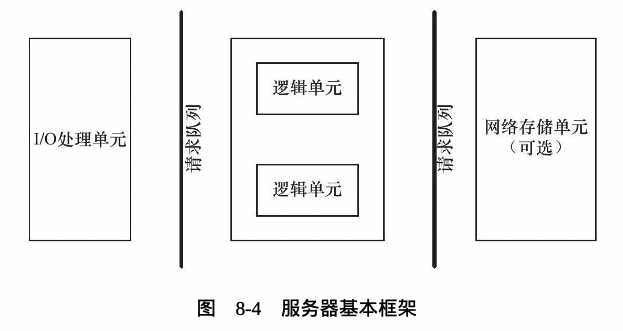 I/O处理单元
请求队列
逻辑单元
逻辑单元
请求队列
网络存储单元
（可选）
图 8-4 服务器基本框架